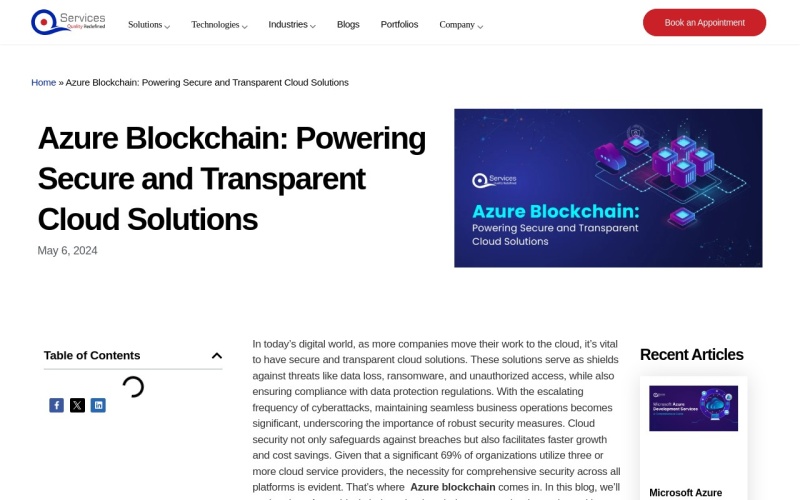 Services
Quality Redefined
Solutions
Technologies
Industries
Blogs
Portfolios
Company
Book an Appointment
Home » Azure Blockchain: Powering Secure and Transparent Cloud Solutions
Azure Blockchain: Powering
Secure and Transparent
Cloud Solutions
May 6, 2024
Services
Azure Blockchain:
Powering Secure and Transparent
Cloud Solutions
Table of Contents
In today’s digital world, as more companies move their work to the cloud, it’s vital
to have secure and transparent cloud solutions. These solutions serve as shields
against threats like data loss, ransomware, and unauthorized access, while also
ensuring compliance with data protection regulations. With the escalating
frequency of cyberattacks, maintaining seamless business operations becomes
significant, underscoring the importance of robust security measures. Cloud
security not only safeguards against breaches but also facilitates faster growth
and cost savings. Given that a significant 69% of organizations utilize three or
more cloud service providers, the necessity for comprehensive security across all
platforms is evident. That’s where Azure blockchain comes in. In this blog, we’ll
Recent Articles
Microsoft Azure
Development Services
Microsoft Azure